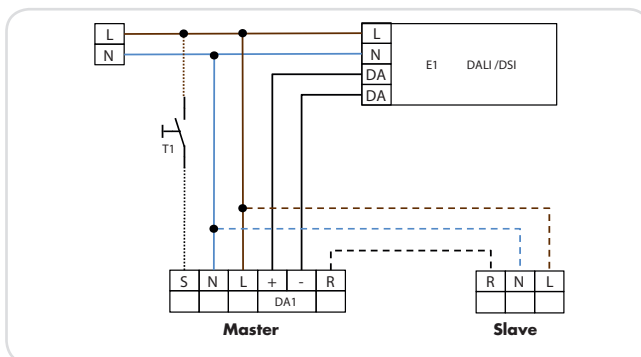 L
N
L
N
DA
DA
E1 DALI /DSI
T1
S N L + - R
DA1
Master
R N L
Slave